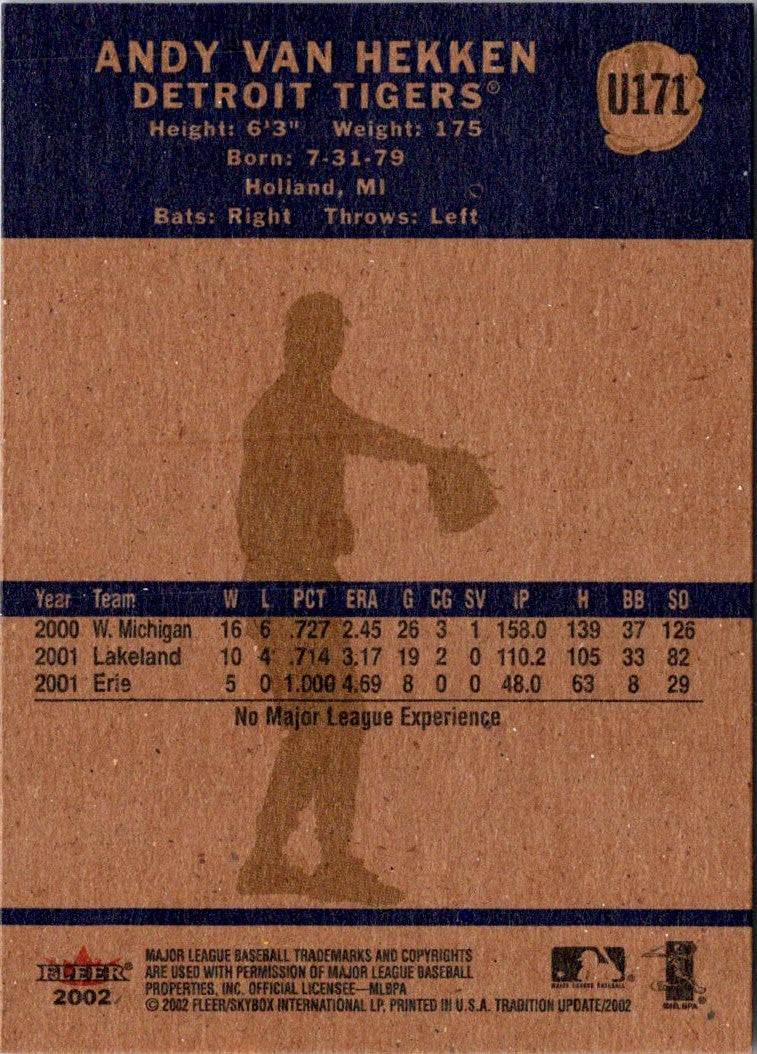 ANDY VAN HEKKEN
U171
DETROIT TIGERS®
Height: 6'3" Weight: 175
Born: 7-31-79
Holland, MI
Bats: Right Throws: Left
Year Team W L PCT ERA G CG SV IP H BB SO
2000 W. Michigan 16 6 .727 2.45 26 3 1 158.0 139 37 126
2001 Lakeland 10 4 .714 3.17 19 2 0 110.2 105 33 82
2001 Erie 5 0 1.000 4.69 8 0 0 48.0 63 8 29
No Major League Experience
FLEER®
2002
MAJOR LEAGUE BASEBALL TRADEMARKS AND COPYRIGHTS
ARE USED WITH PERMISSION OF MAJOR LEAGUE BASEBALL
PROPERTIES, INC. OFFICIAL LICENSEE—MLBPA
© 2002 FLEER/SKYBOX INTERNATIONAL LP, PRINTED IN U.S.A. TRADITION UPDATE/2002
MAJOR LEAGUE BASEBALL
MLBPA